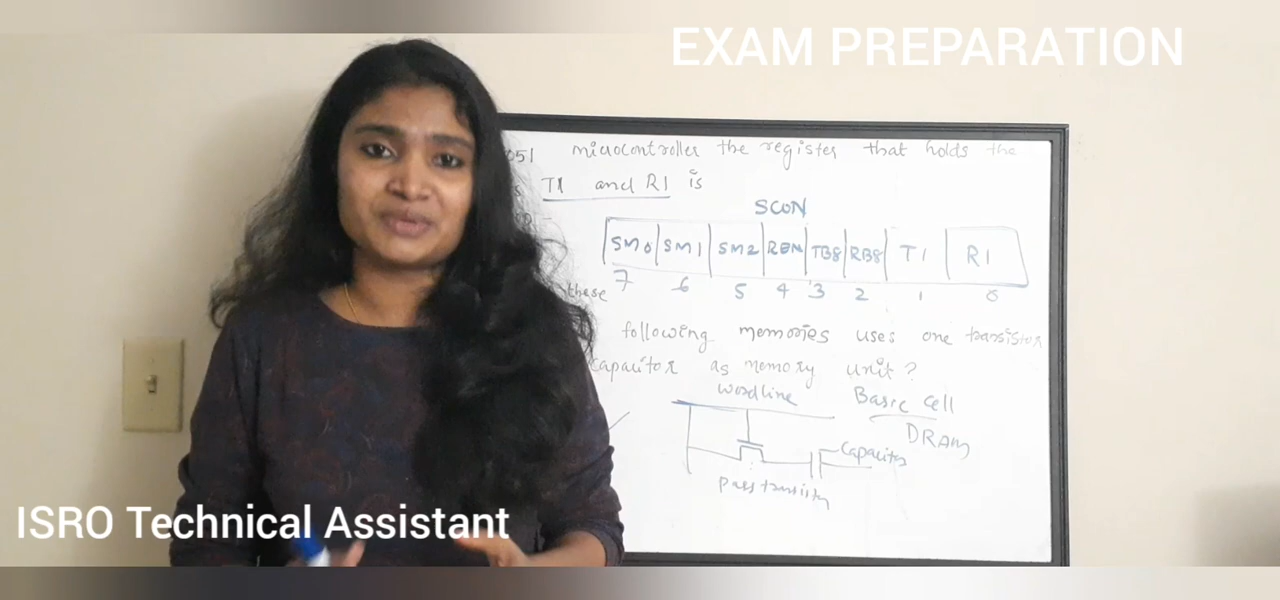 EXAM PREPARATION
051 microcontroller the register that holds the
s TI and RI is
SCON
SM0 SM1 SM2 REN TB8 RB8 TI RI
7 6 5 4 3 2 1 0
these
following memories uses one transistor
capacitor as memory unit?
Wordline
Basic cell
DRAM
Capacitor
Pass transistor
ISRO Technical Assistant